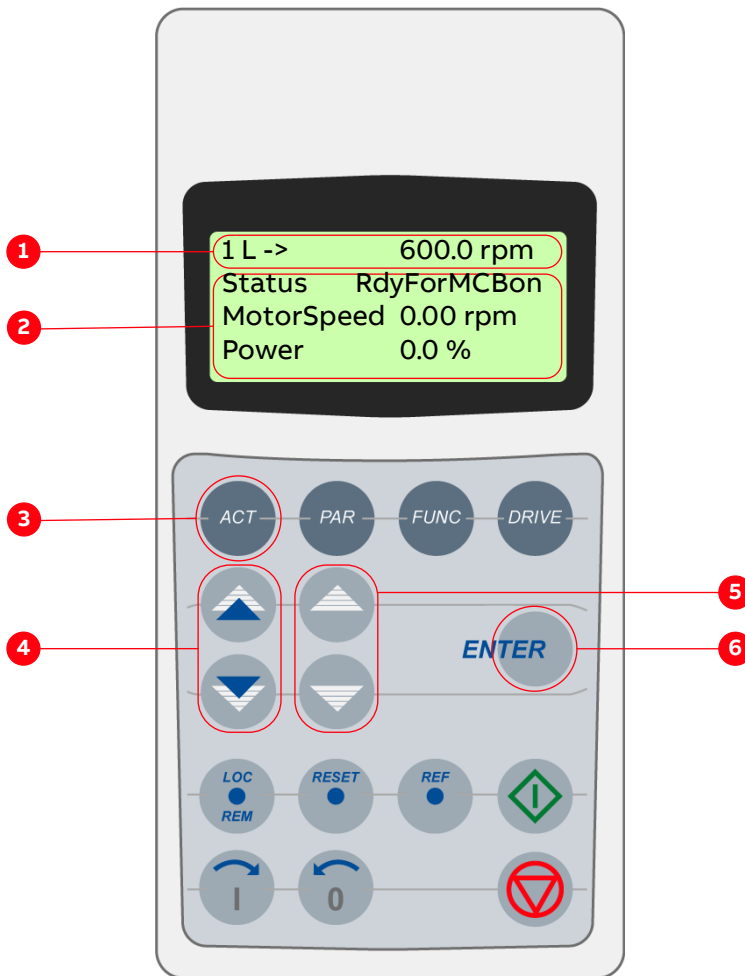 1 L -> 600.0 rpm
Status RdyForMCBon
MotorSpeed 0.00 rpm
Power 0.0 %
1
2
3
4
5
6
ACT PAR FUNC DRIVE
ENTER
LOC
REM
RESET
REF
I
I
0